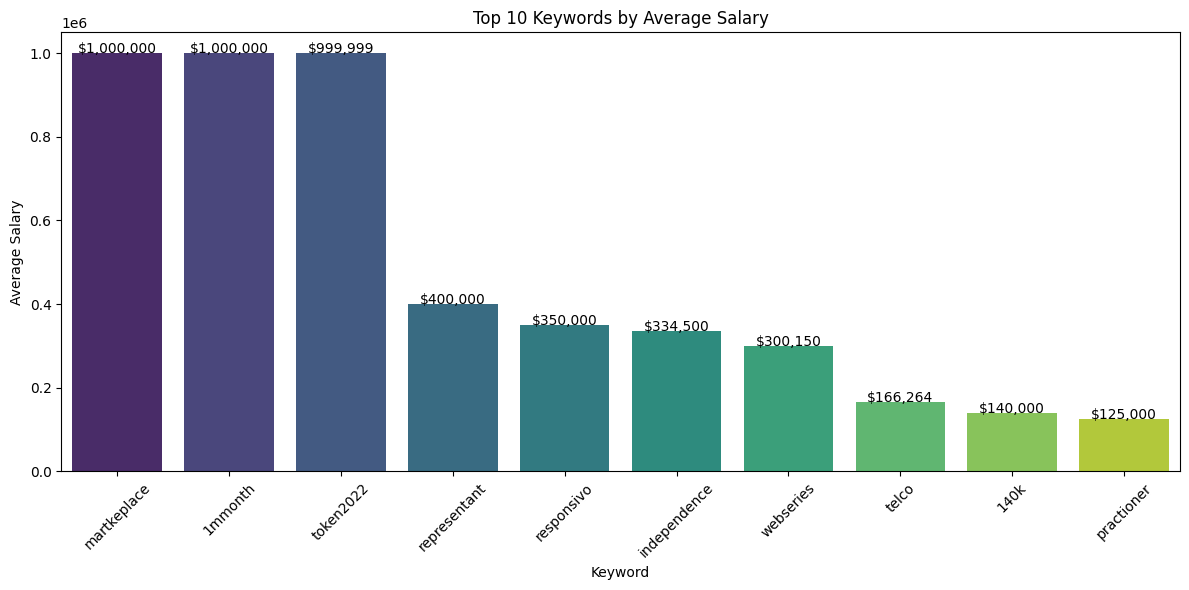 Top 10 Keywords by Average Salary
1e6
Average Salary
1.0
0.8
0.6
0.4
0.2
0.0
$1,000,000
$1,000,000
$999,999
$400,000
$350,000
$334,500
$300,150
$166,264
$140,000
$125,000
martkeplace
1mmonth
token2022
representant
responsivo
independence
webseries
telco
140k
practioner
Keyword